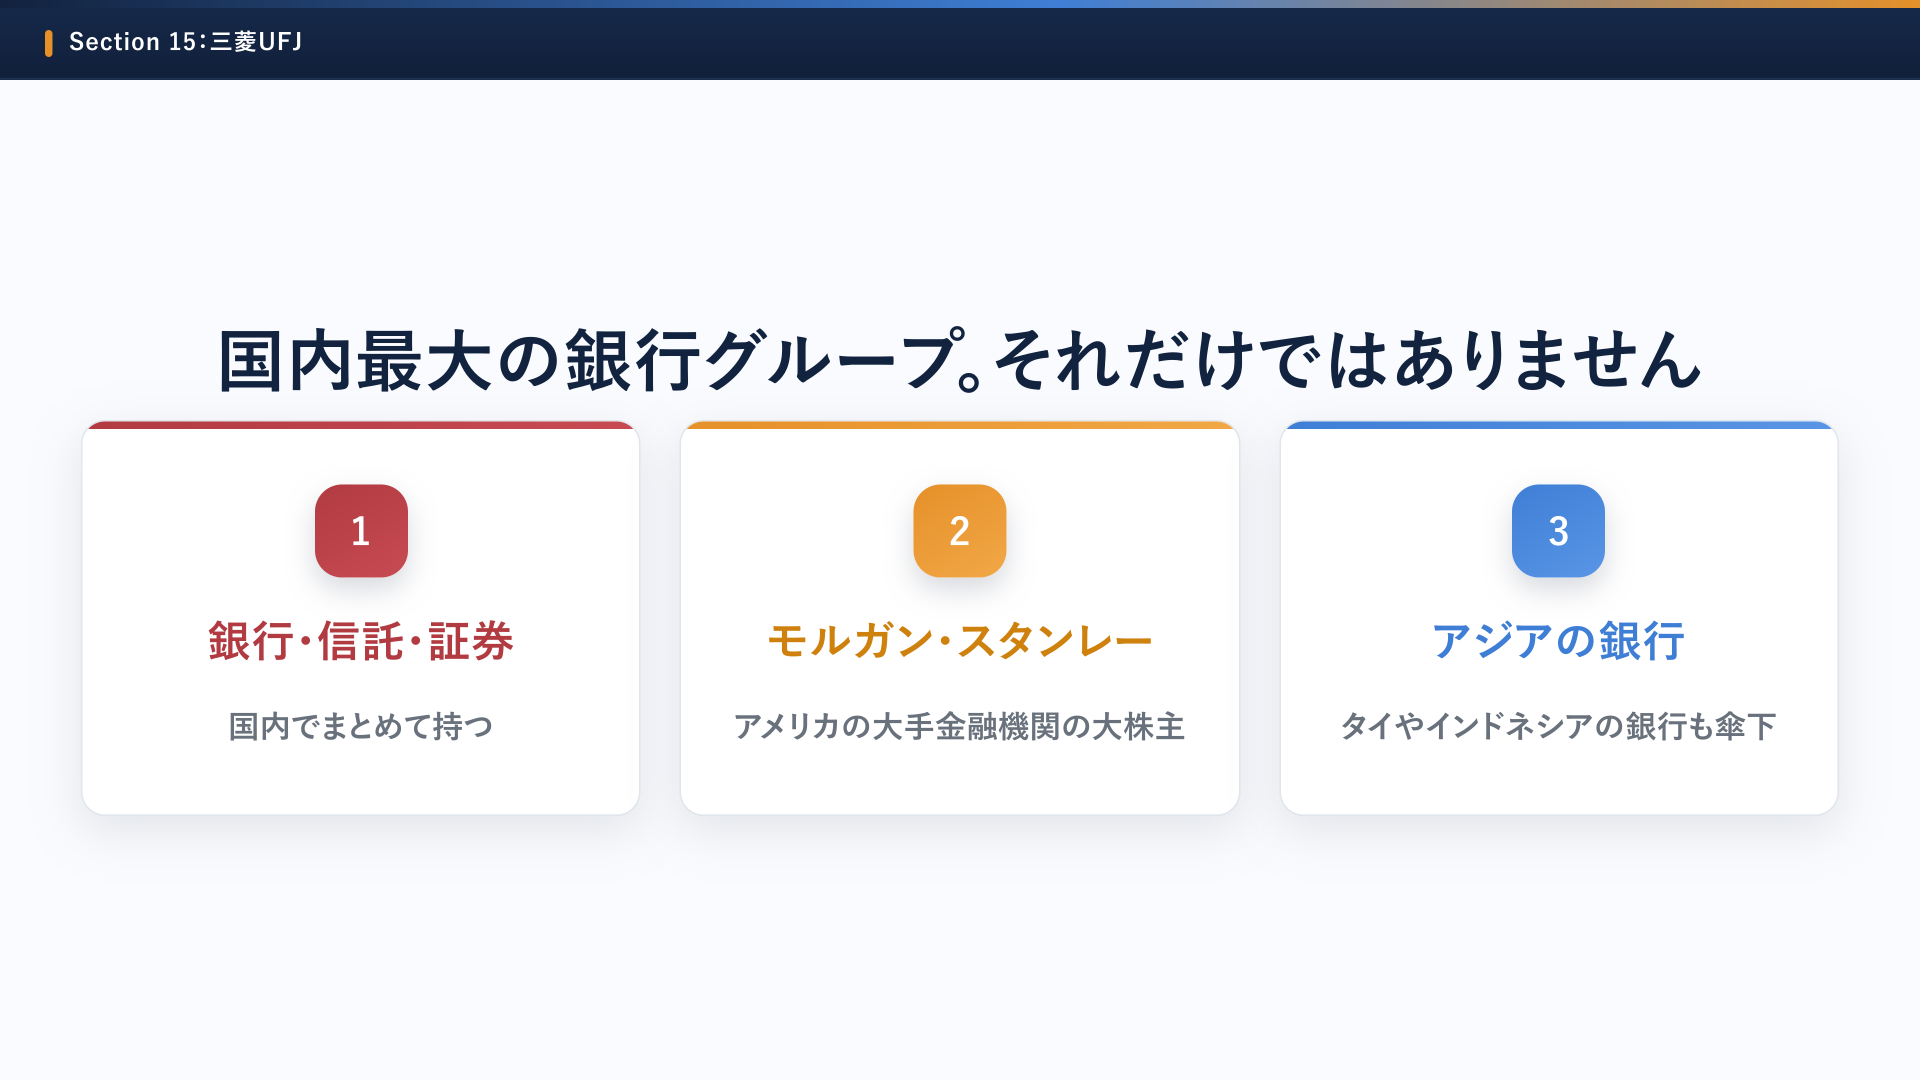 Section 15：三菱UFJ
国内最大の銀行グループ。それだけではありません
1
銀行・信託・証券
国内でまとめて持つ
2
モルガン・スタンレー
アメリカの大手金融機関の大株主
3
アジアの銀行
タイやインドネシアの銀行も傘下